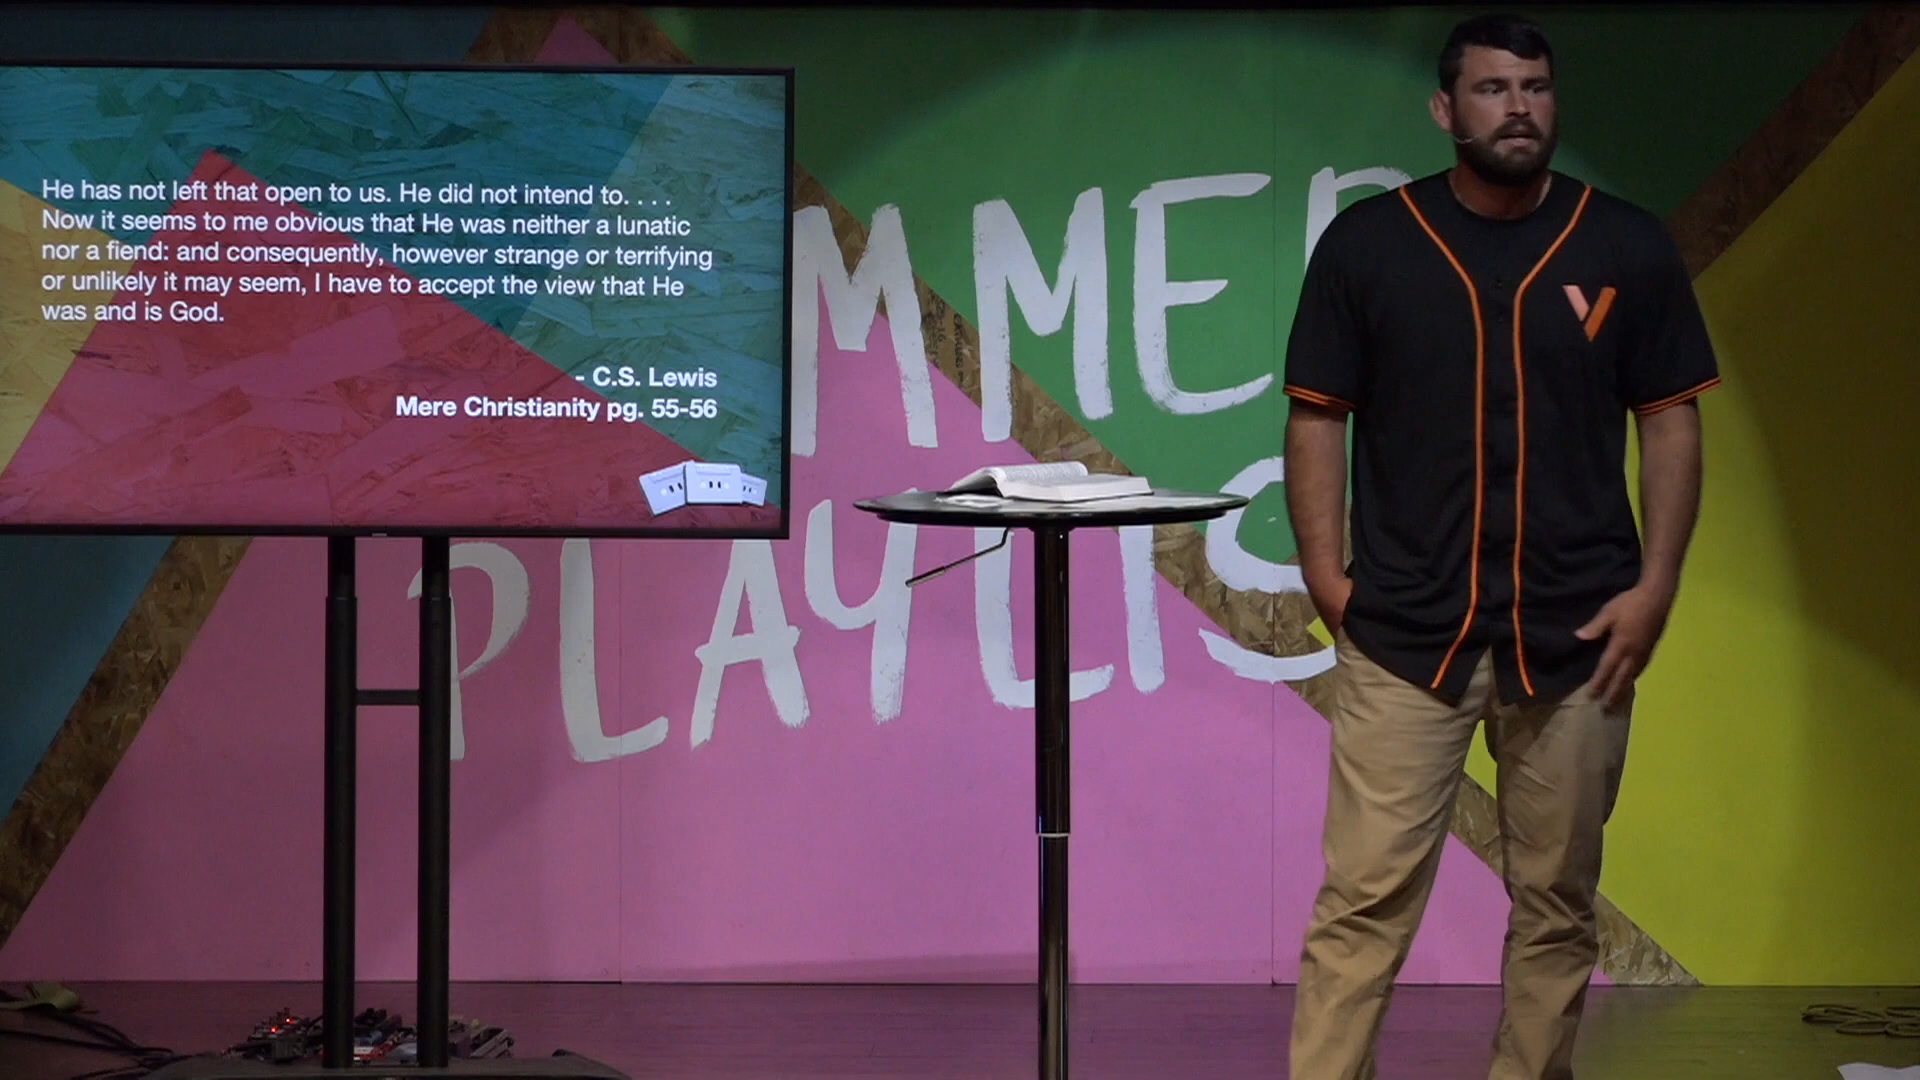 He has not left that open to us. He did not intend to. . . .
Now it seems to me obvious that He was neither a lunatic
nor a fiend: and consequently, however strange or terrifying
or unlikely it may seem, I have to accept the view that He
was and is God.
- C.S. Lewis
Mere Christianity pg. 55-56
MMER
PLAYLIS
V